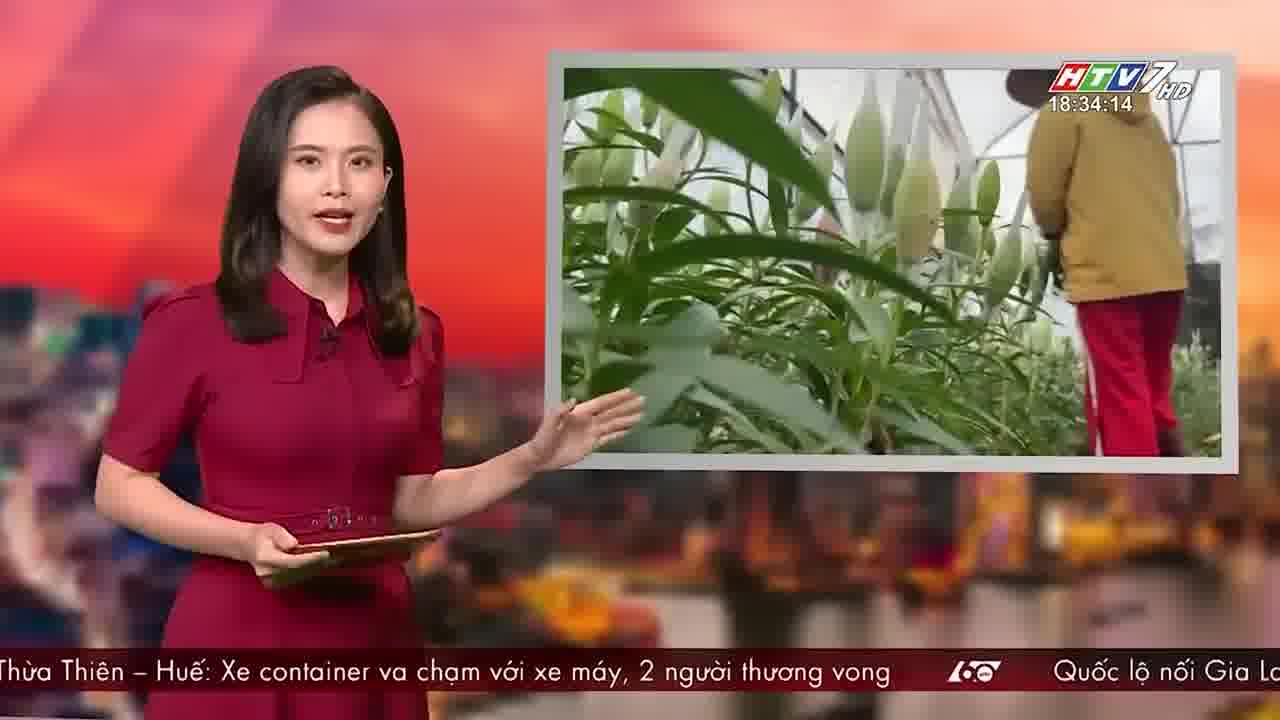 HTV7 HD
18:34:14
Thừa Thiên – Huế: Xe container va chạm với xe máy, 2 người thương vong
60
Quốc lộ nối Gia La